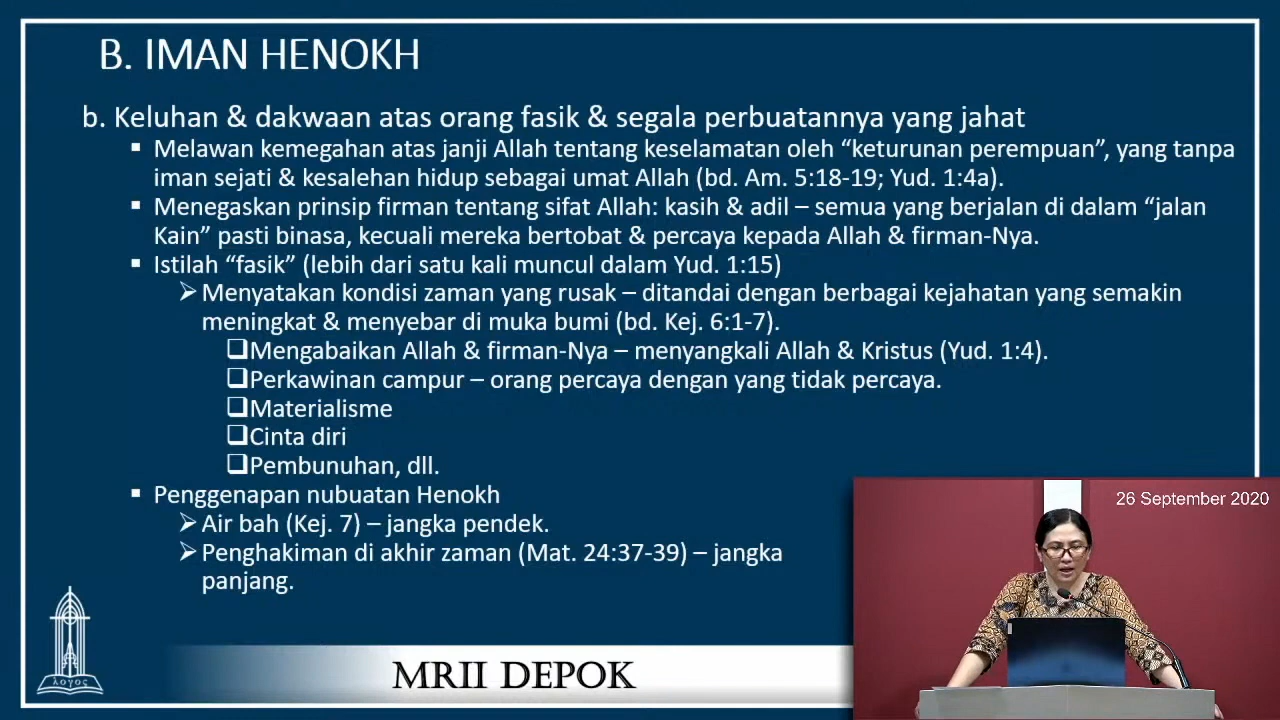 B. IMAN HENOKH
b. Keluhan & dakwaan atas orang fasik & segala perbuatannya yang jahat
▪ Melawan kemegahan atas janji Allah tentang keselamatan oleh “keturunan perempuan”, yang tanpa
iman sejati & kesalehan hidup sebagai umat Allah (bd. Am. 5:18-19; Yud. 1:4a).
▪ Menegaskan prinsip firman tentang sifat Allah: kasih & adil – semua yang berjalan di dalam “jalan
Kain” pasti binasa, kecuali mereka bertobat & percaya kepada Allah & firman-Nya.
▪ Istilah “fasik” (lebih dari satu kali muncul dalam Yud. 1:15)
➢ Menyatakan kondisi zaman yang rusak – ditandai dengan berbagai kejahatan yang semakin
meningkat & menyebar di muka bumi (bd. Kej. 6:1-7).
❑ Mengabaikan Allah & firman-Nya – menyangkali Allah & Kristus (Yud. 1:4).
❑ Perkawinan campur – orang percaya dengan yang tidak percaya.
❑ Materialisme
❑ Cinta diri
❑ Pembunuhan, dll.
▪ Penggenapan nubuatan Henokh
➢ Air bah (Kej. 7) – jangka pendek.
➢ Penghakiman di akhir zaman (Mat. 24:37-39) – jangka
panjang.
26 September 2020
λογος
MRII DEPOK